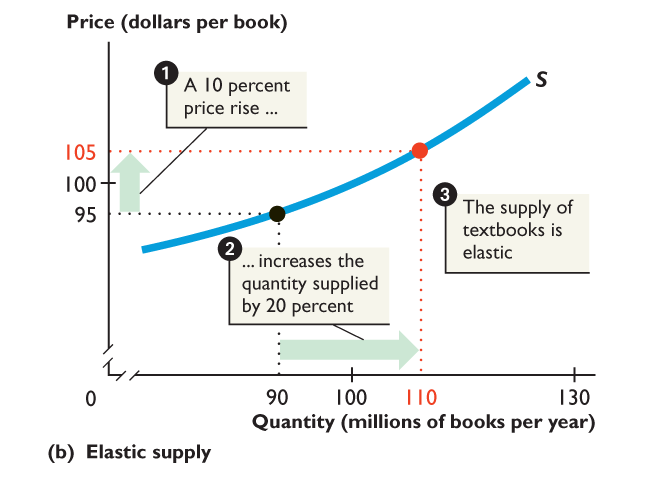 Price (dollars per book)
1
A 10 percent
price rise ...
S
105
100
95
3
The supply of
textbooks is
elastic
2
... increases the
quantity supplied
by 20 percent
0
90
100
110
130
Quantity (millions of books per year)
(b) Elastic supply